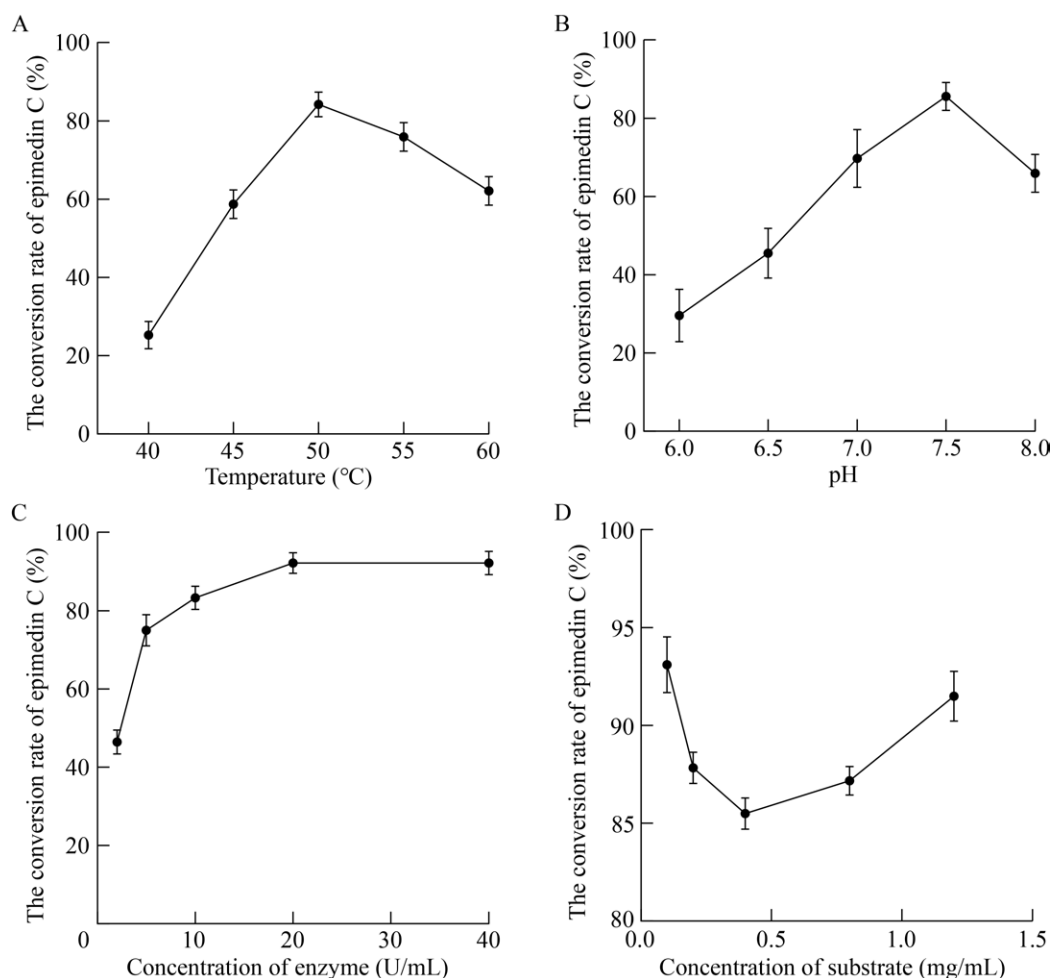 A
The conversion rate of epimedin C (%)
100
80
60
40
20
0
40 45 50 55 60
Temperature (℃)
B
The conversion rate of epimedin C (%)
100
80
60
40
20
0
6.0 6.5 7.0 7.5 8.0
pH
C
The conversion rate of epimedin C (%)
100
80
60
40
20
0 10 20 30 40
Concentration of enzyme (U/mL)
D
The conversion rate of epimedin C (%)
100
95
90
85
80
0.0 0.5 1.0 1.5
Concentration of substrate (mg/mL)